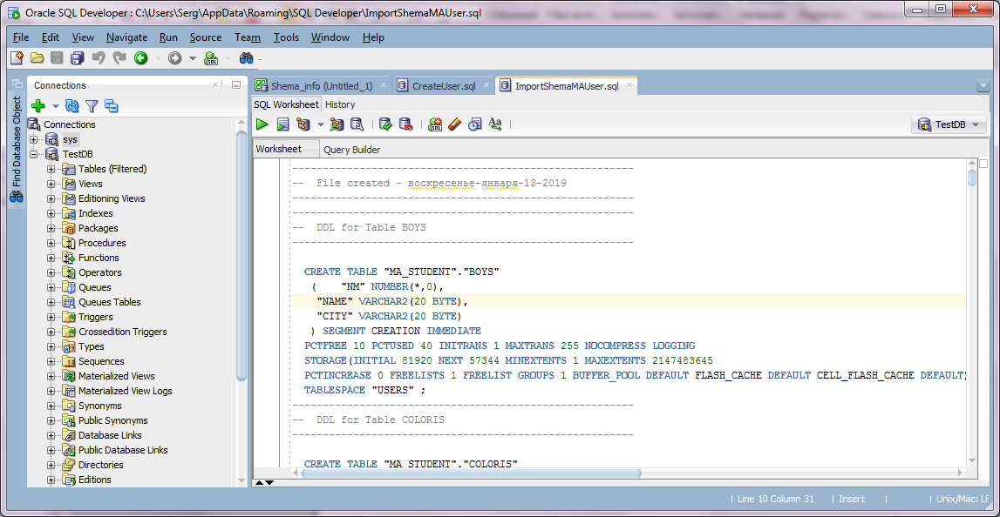 Oracle SQL Developer : C:\Users\Serg\AppData\Roaming\SQL Developer\ImportShemaMAUser.sql
File Edit View Navigate Run Source Team Tools Window Help
Connections
Shema_info (Untitled_1) CreateUser.sql ImportShemaMAUser.sql
SQL Worksheet History
TestDB
Worksheet Query Builder
Find Database Object
Connections
sys
TestDB
Tables (Filtered)
Views
Editioning Views
Indexes
Packages
Procedures
Functions
Operators
Queues
Queues Tables
Triggers
Crossedition Triggers
Types
Sequences
Materialized Views
Materialized View Logs
Synonyms
Public Synonyms
Database Links
Public Database Links
Directories
Editions
--------------------------------------------------------
--  File created - воскресенье-января-13-2019
--------------------------------------------------------
--------------------------------------------------------
--  DDL for Table BOYS
--------------------------------------------------------
CREATE TABLE "MA_STUDENT"."BOYS"
( "NM" NUMBER(*,0),
"NAME" VARCHAR2(20 BYTE),
"CITY" VARCHAR2(20 BYTE)
) SEGMENT CREATION IMMEDIATE
PCTFREE 10 PCTUSED 40 INITRANS 1 MAXTRANS 255 NOCOMPRESS LOGGING
STORAGE(INITIAL 81920 NEXT 57344 MINEXTENTS 1 MAXEXTENTS 2147483645
PCTINCREASE 0 FREELISTS 1 FREELIST GROUPS 1 BUFFER_POOL DEFAULT FLASH_CACHE DEFAULT CELL_FLASH_CACHE DEFAULT)
TABLESPACE "USERS" ;
--------------------------------------------------------
--  DDL for Table COLORIS
--------------------------------------------------------
CREATE TABLE "MA_STUDENT"."COLORIS"
Line 10 Column 31 Insert Unix/Mac: LF